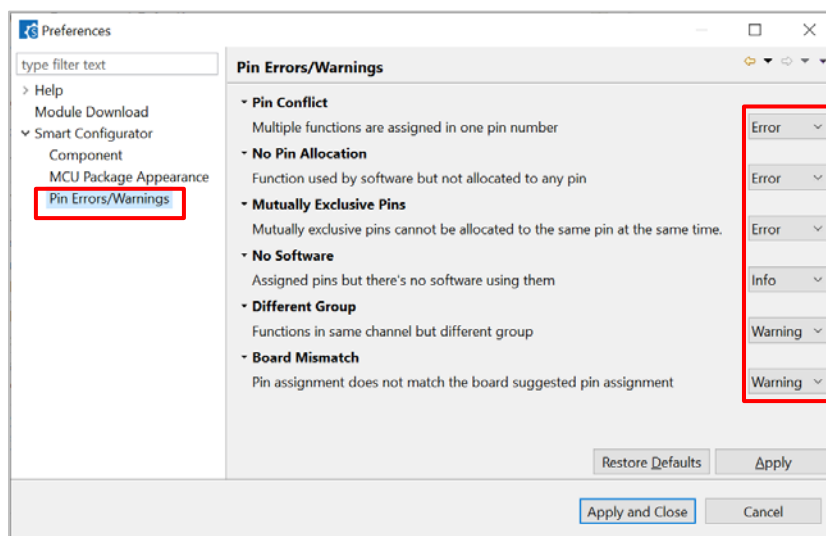 Preferences
type filter text
Help
Module Download
Smart Configurator
Component
MCU Package Appearance
Pin Errors/Warnings
Pin Errors/Warnings
Pin Conflict
Multiple functions are assigned in one pin number
Error
No Pin Allocation
Function used by software but not allocated to any pin
Error
Mutually Exclusive Pins
Mutually exclusive pins cannot be allocated to the same pin at the same time.
Error
No Software
Assigned pins but there's no software using them
Info
Different Group
Functions in same channel but different group
Warning
Board Mismatch
Pin assignment does not match the board suggested pin assignment
Warning
Restore Defaults
Apply
Apply and Close
Cancel